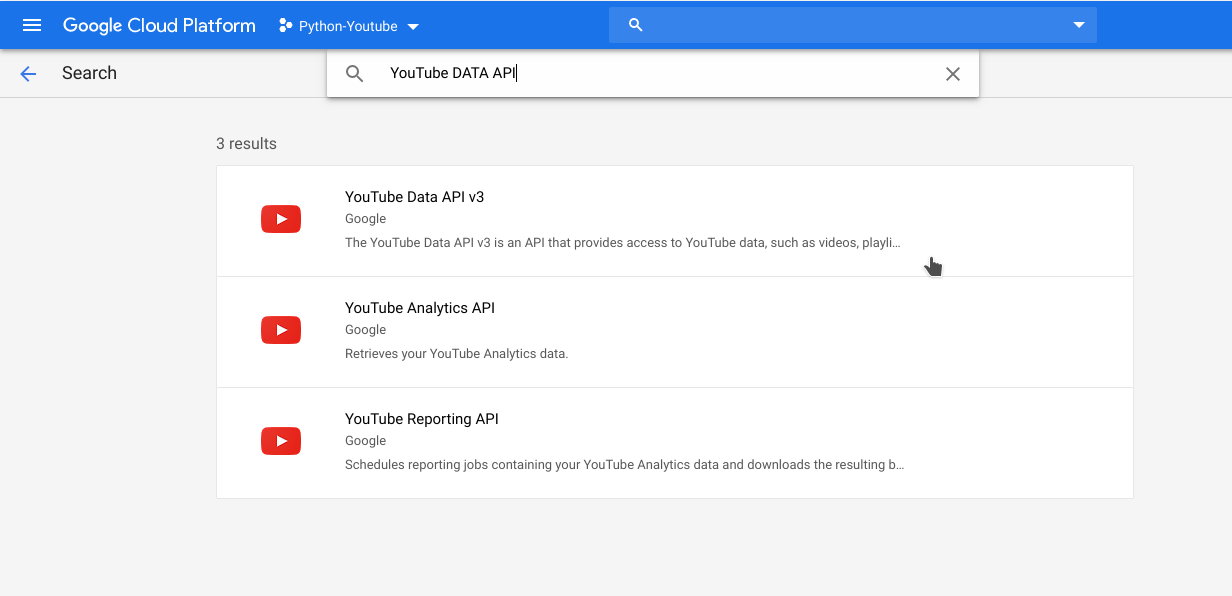 Google Cloud Platform
Python-Youtube
Search
YouTube DATA API
3 results
YouTube Data API v3
Google
The YouTube Data API v3 is an API that provides access to YouTube data, such as videos, playli...
YouTube Analytics API
Google
Retrieves your YouTube Analytics data.
YouTube Reporting API
Google
Schedules reporting jobs containing your YouTube Analytics data and downloads the resulting b...